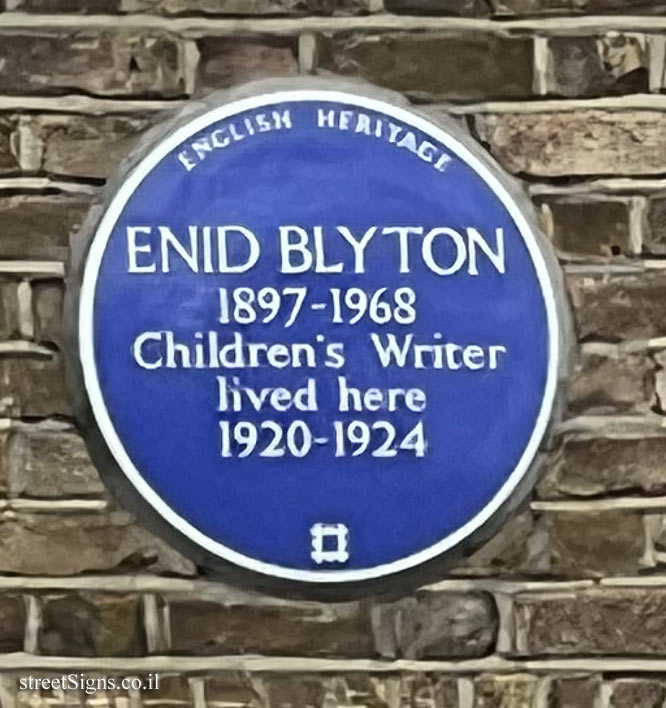 ENGLISH HERITAGE
ENID BLYTON
1897-1968
Children's Writer
lived here
1920-1924
streetSigns.co.il